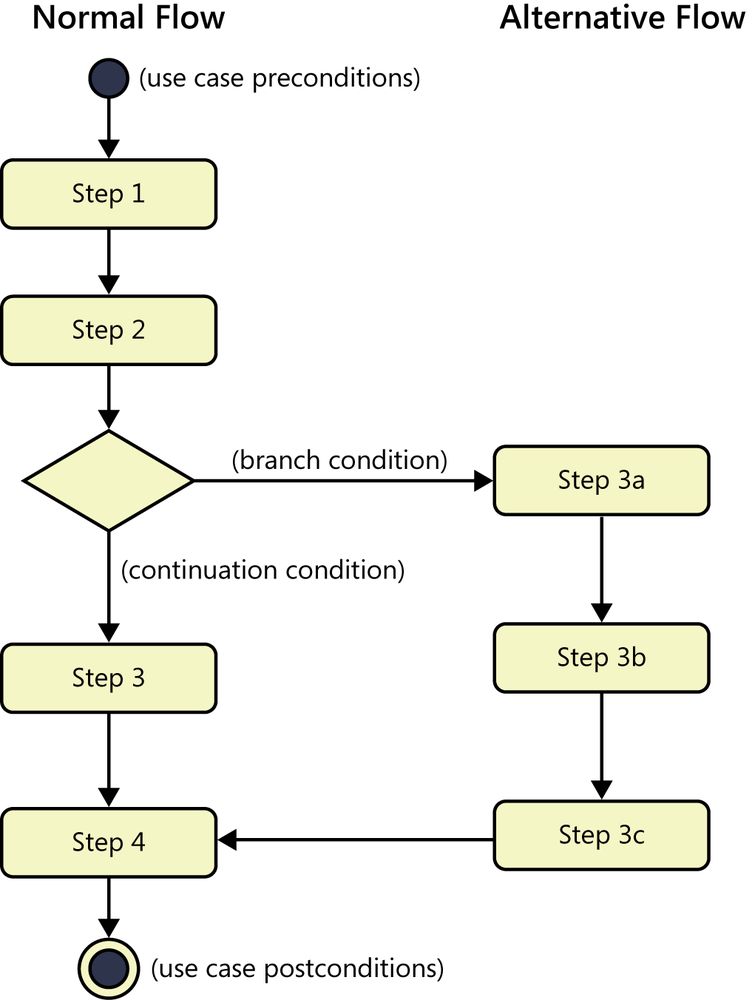 Normal Flow
Alternative Flow
(use case preconditions)
Step 1
Step 2
(branch condition)
Step 3a
(continuation condition)
Step 3b
Step 3
Step 3c
Step 4
(use case postconditions)